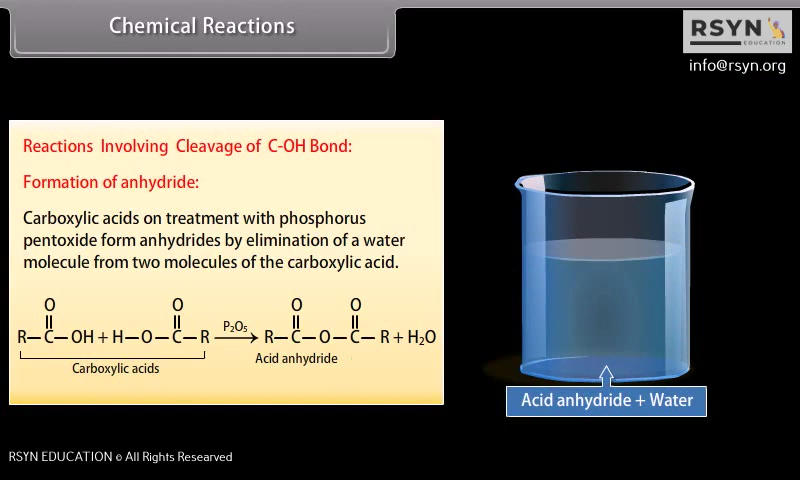 Chemical Reactions
RSYN
EDUCATION
info@rsyn.org
Reactions Involving Cleavage of C-OH Bond:
Formation of anhydride:
Carboxylic acids on treatment with phosphorus
pentoxide form anhydrides by elimination of a water
molecule from two molecules of the carboxylic acid.
O O O O
R—C—OH + H—O—C—R P₂O₅ → R—C—O—C—R + H₂O
Carboxylic acids Acid anhydride
Acid anhydride + Water
RSYN EDUCATION © All Rights Researved